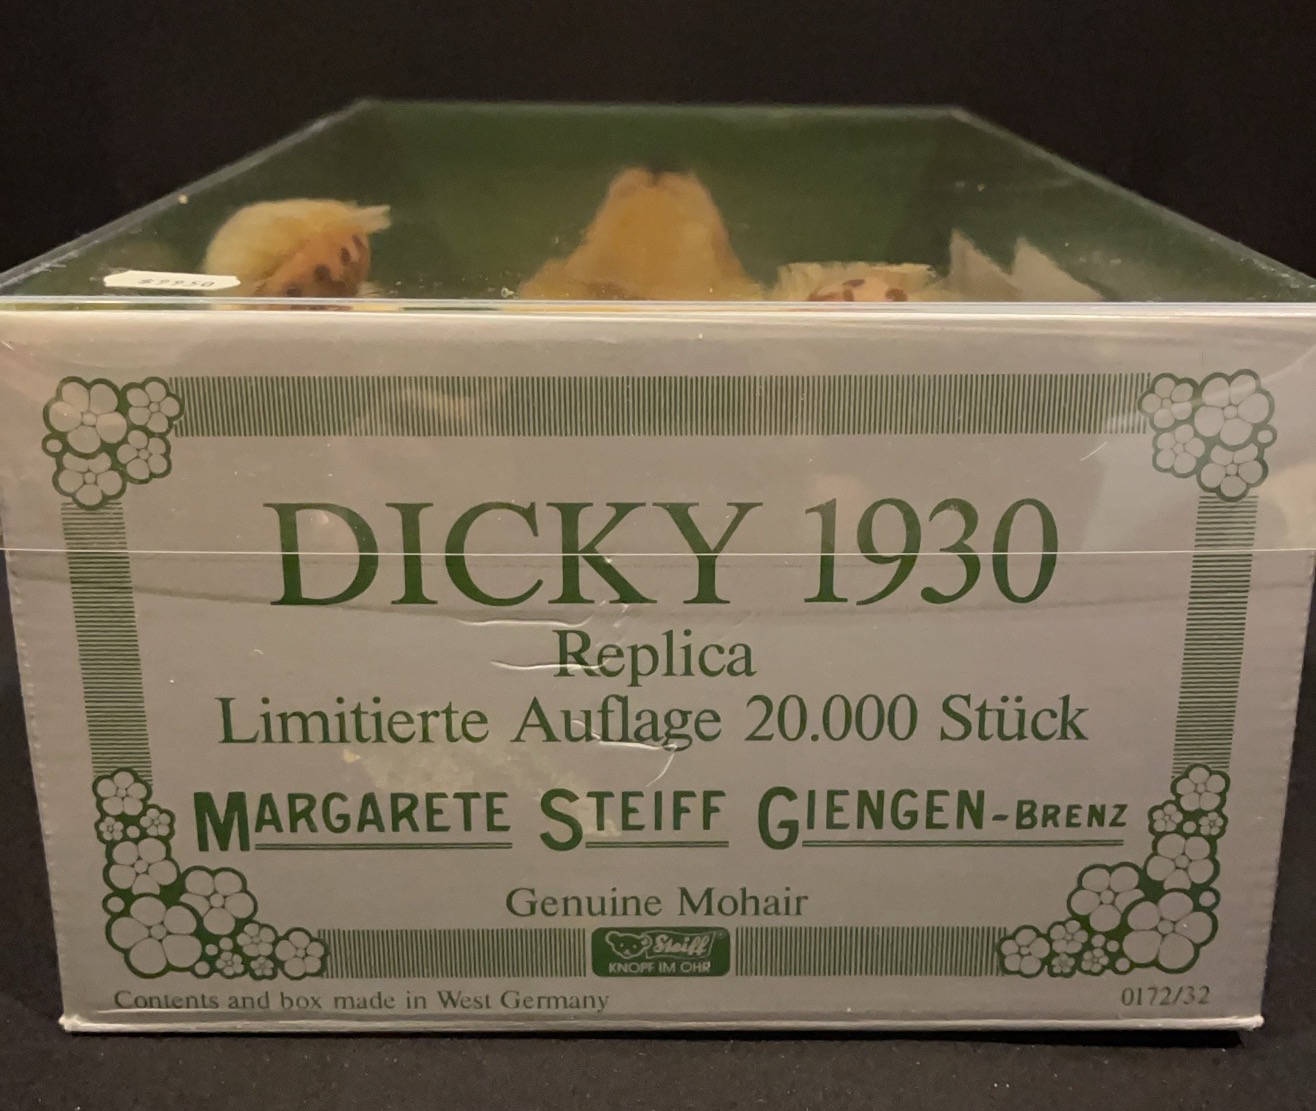 DICKY 1930
Replica
Limitierte Auflage 20.000 Stück
MARGARETE STEIFF GIENGEN-BRENZ
Genuine Mohair
Steiff
KNOPF IM OHR
Contents and box made in West Germany
0172/32